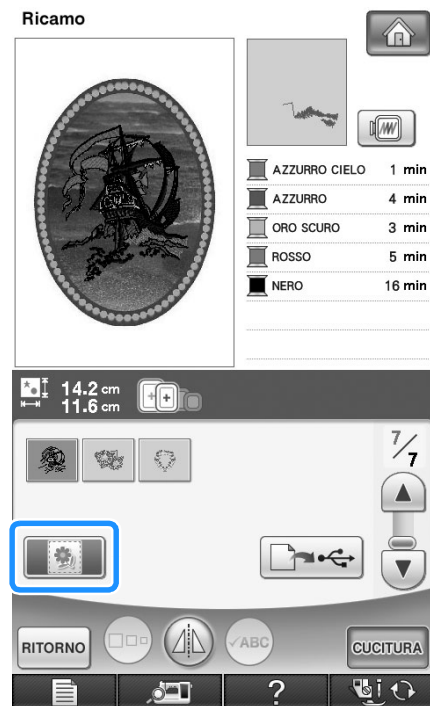 Ricamo
AZZURRO CIELO 1 min
AZZURRO 4 min
ORO SCURO 3 min
ROSSO 5 min
NERO 16 min
14.2 cm
11.6 cm
7/7
RITORNO
ABC
CUCITURA
?